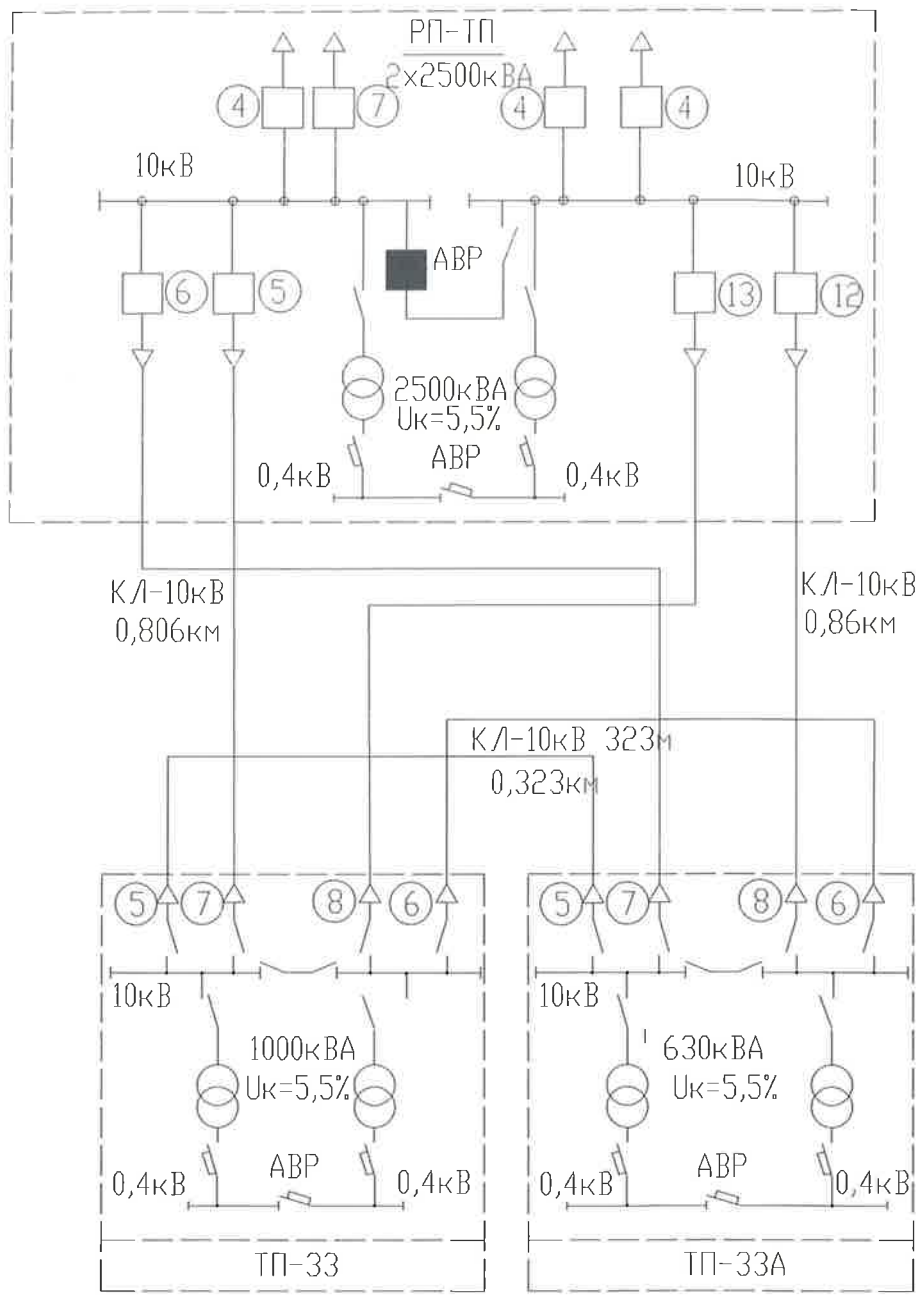 РП-ТП
2х2500кВА
4
7
4
4
10кВ
10кВ
АВР
6
5
13
12
2500кВА
Uк=5,5%
АВР
0,4кВ
0,4кВ
КЛ-10кВ
0,806км
КЛ-10кВ
0,86км
КЛ-10кВ 323м
0,323км
5
7
8
6
5
7
8
6
10кВ
10кВ
1000кВА
Uк=5,5%
630кВА
Uк=5,5%
АВР
0,4кВ
0,4кВ
АВР
0,4кВ
0,4кВ
ТП-33
ТП-33А